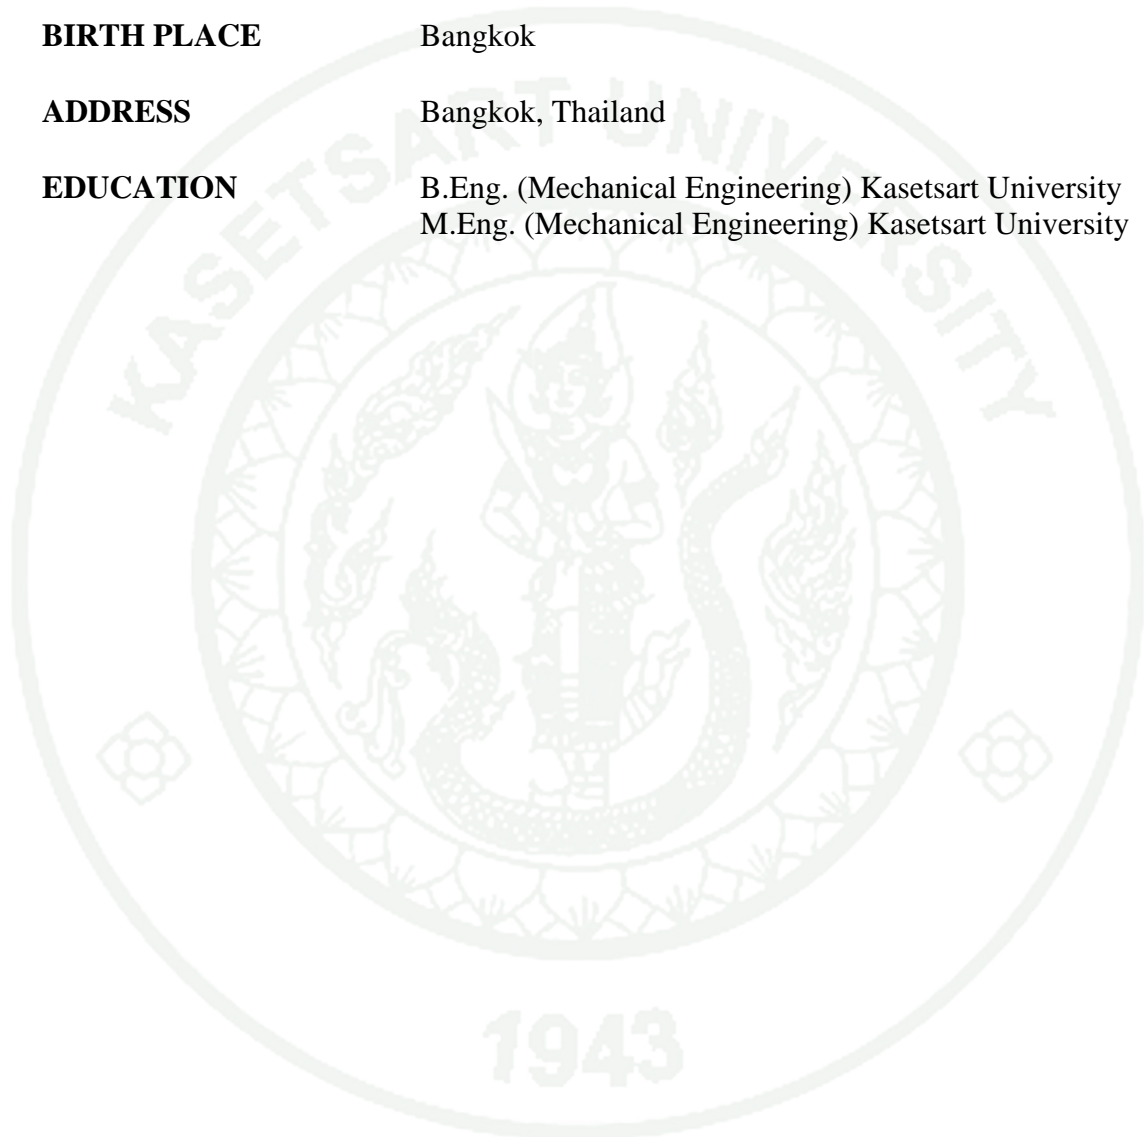 BIRTH PLACE Bangkok
ADDRESS Bangkok, Thailand
EDUCATION B.Eng. (Mechanical Engineering) Kasetsart University
M.Eng. (Mechanical Engineering) Kasetsart University
KASETSART UNIVERSITY
1943